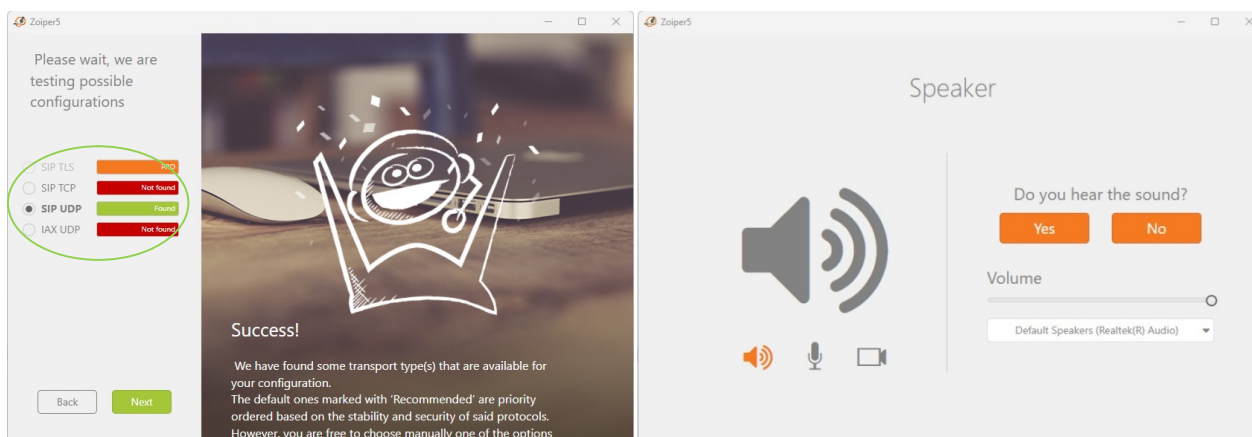 Zoiper5
Please wait, we are
testing possible
configurations
SIP TLS
PRO
SIP TCP
Not found
SIP UDP
Found
IAX UDP
Not found
Success!
We have found some transport type(s) that are available for
your configuration.
The default ones marked with 'Recommended' are priority
ordered based on the stability and security of said protocols.
However, you are free to choose manually one of the options
Back
Next
Zoiper5
Speaker
Do you hear the sound?
Yes
No
Volume
Default Speakers (Realtek(R) Audio)